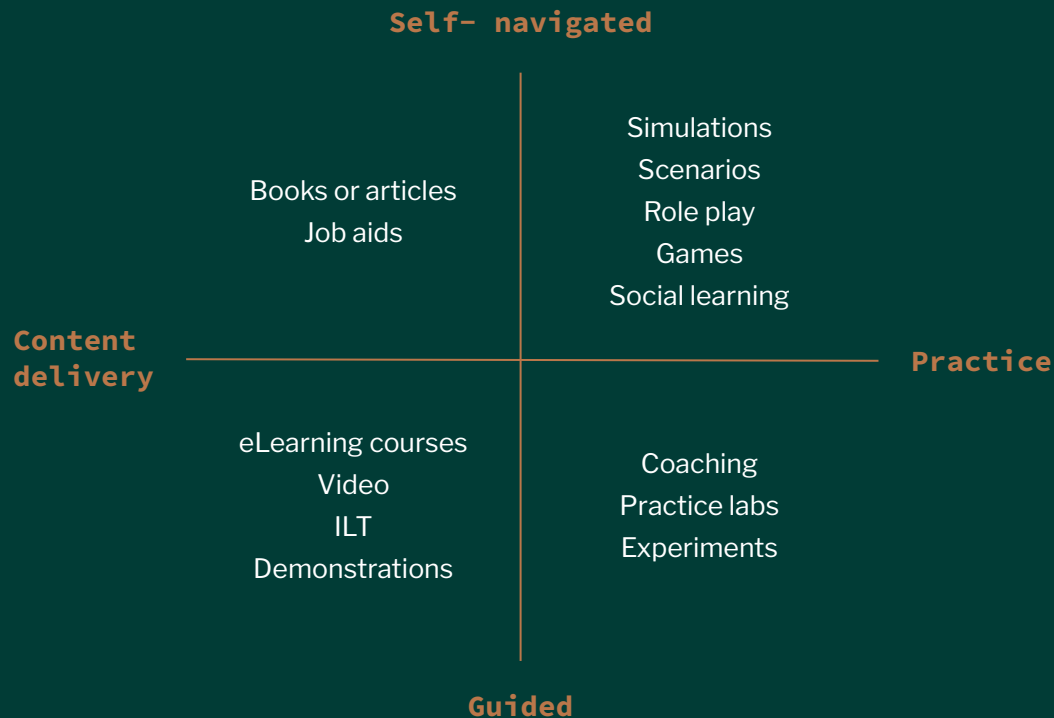 Self- navigated
Books or articles
Job aids
Simulations
Scenarios
Role play
Games
Social learning
Content
delivery
Practice
eLearning courses
Video
ILT
Demonstrations
Coaching
Practice labs
Experiments
Guided